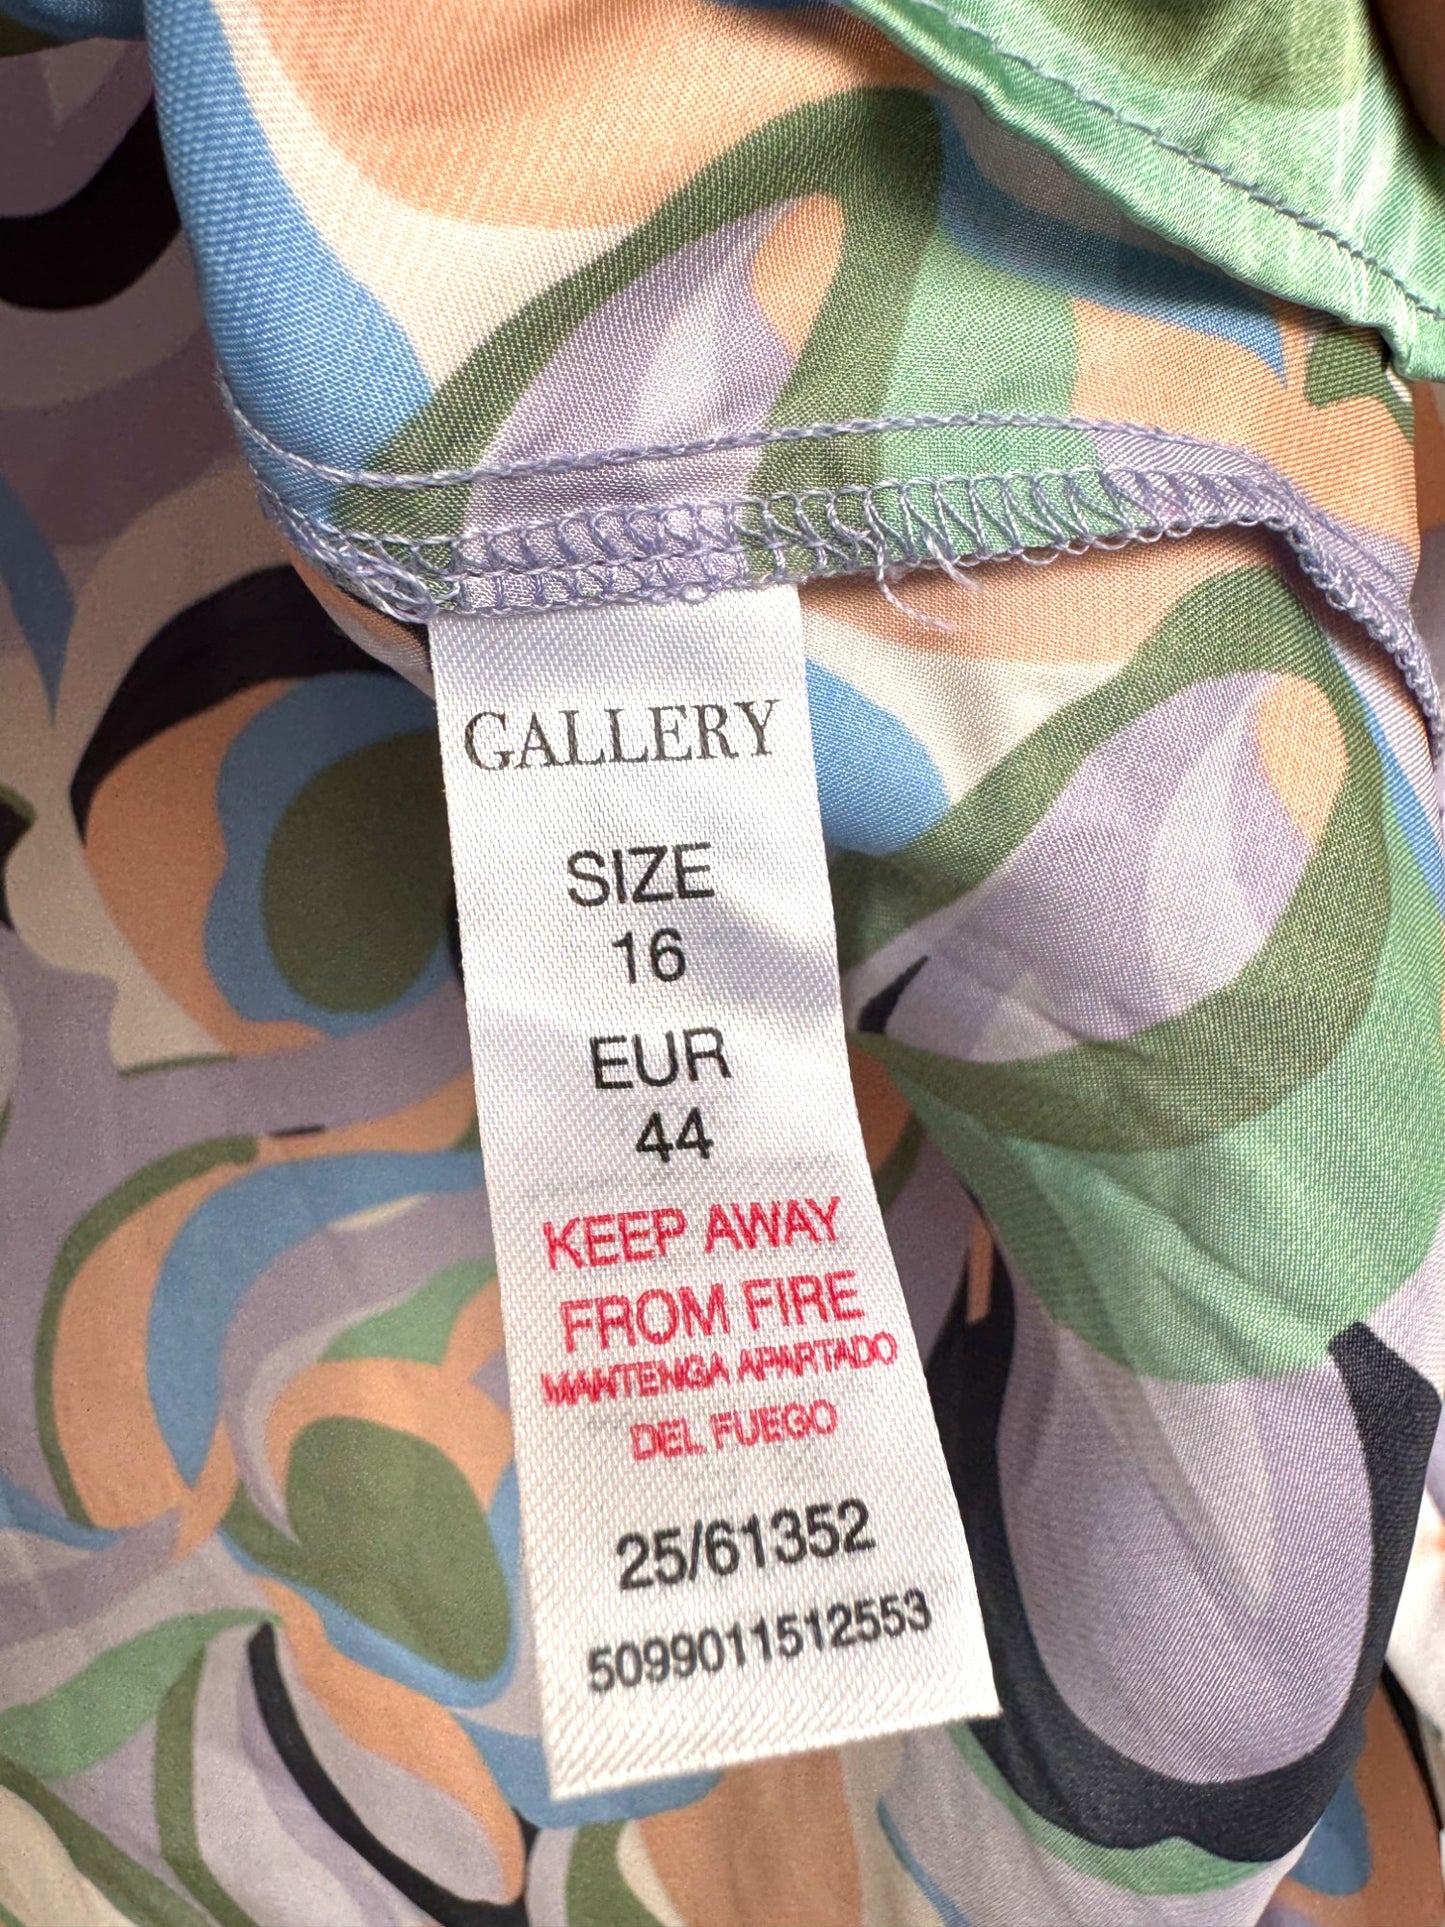 GALLERY
SIZE
16
EUR
44
KEEP AWAY
FROM FIRE
MANTENGA APARTADO
DEL FUEGO
25/61352
5099011512553